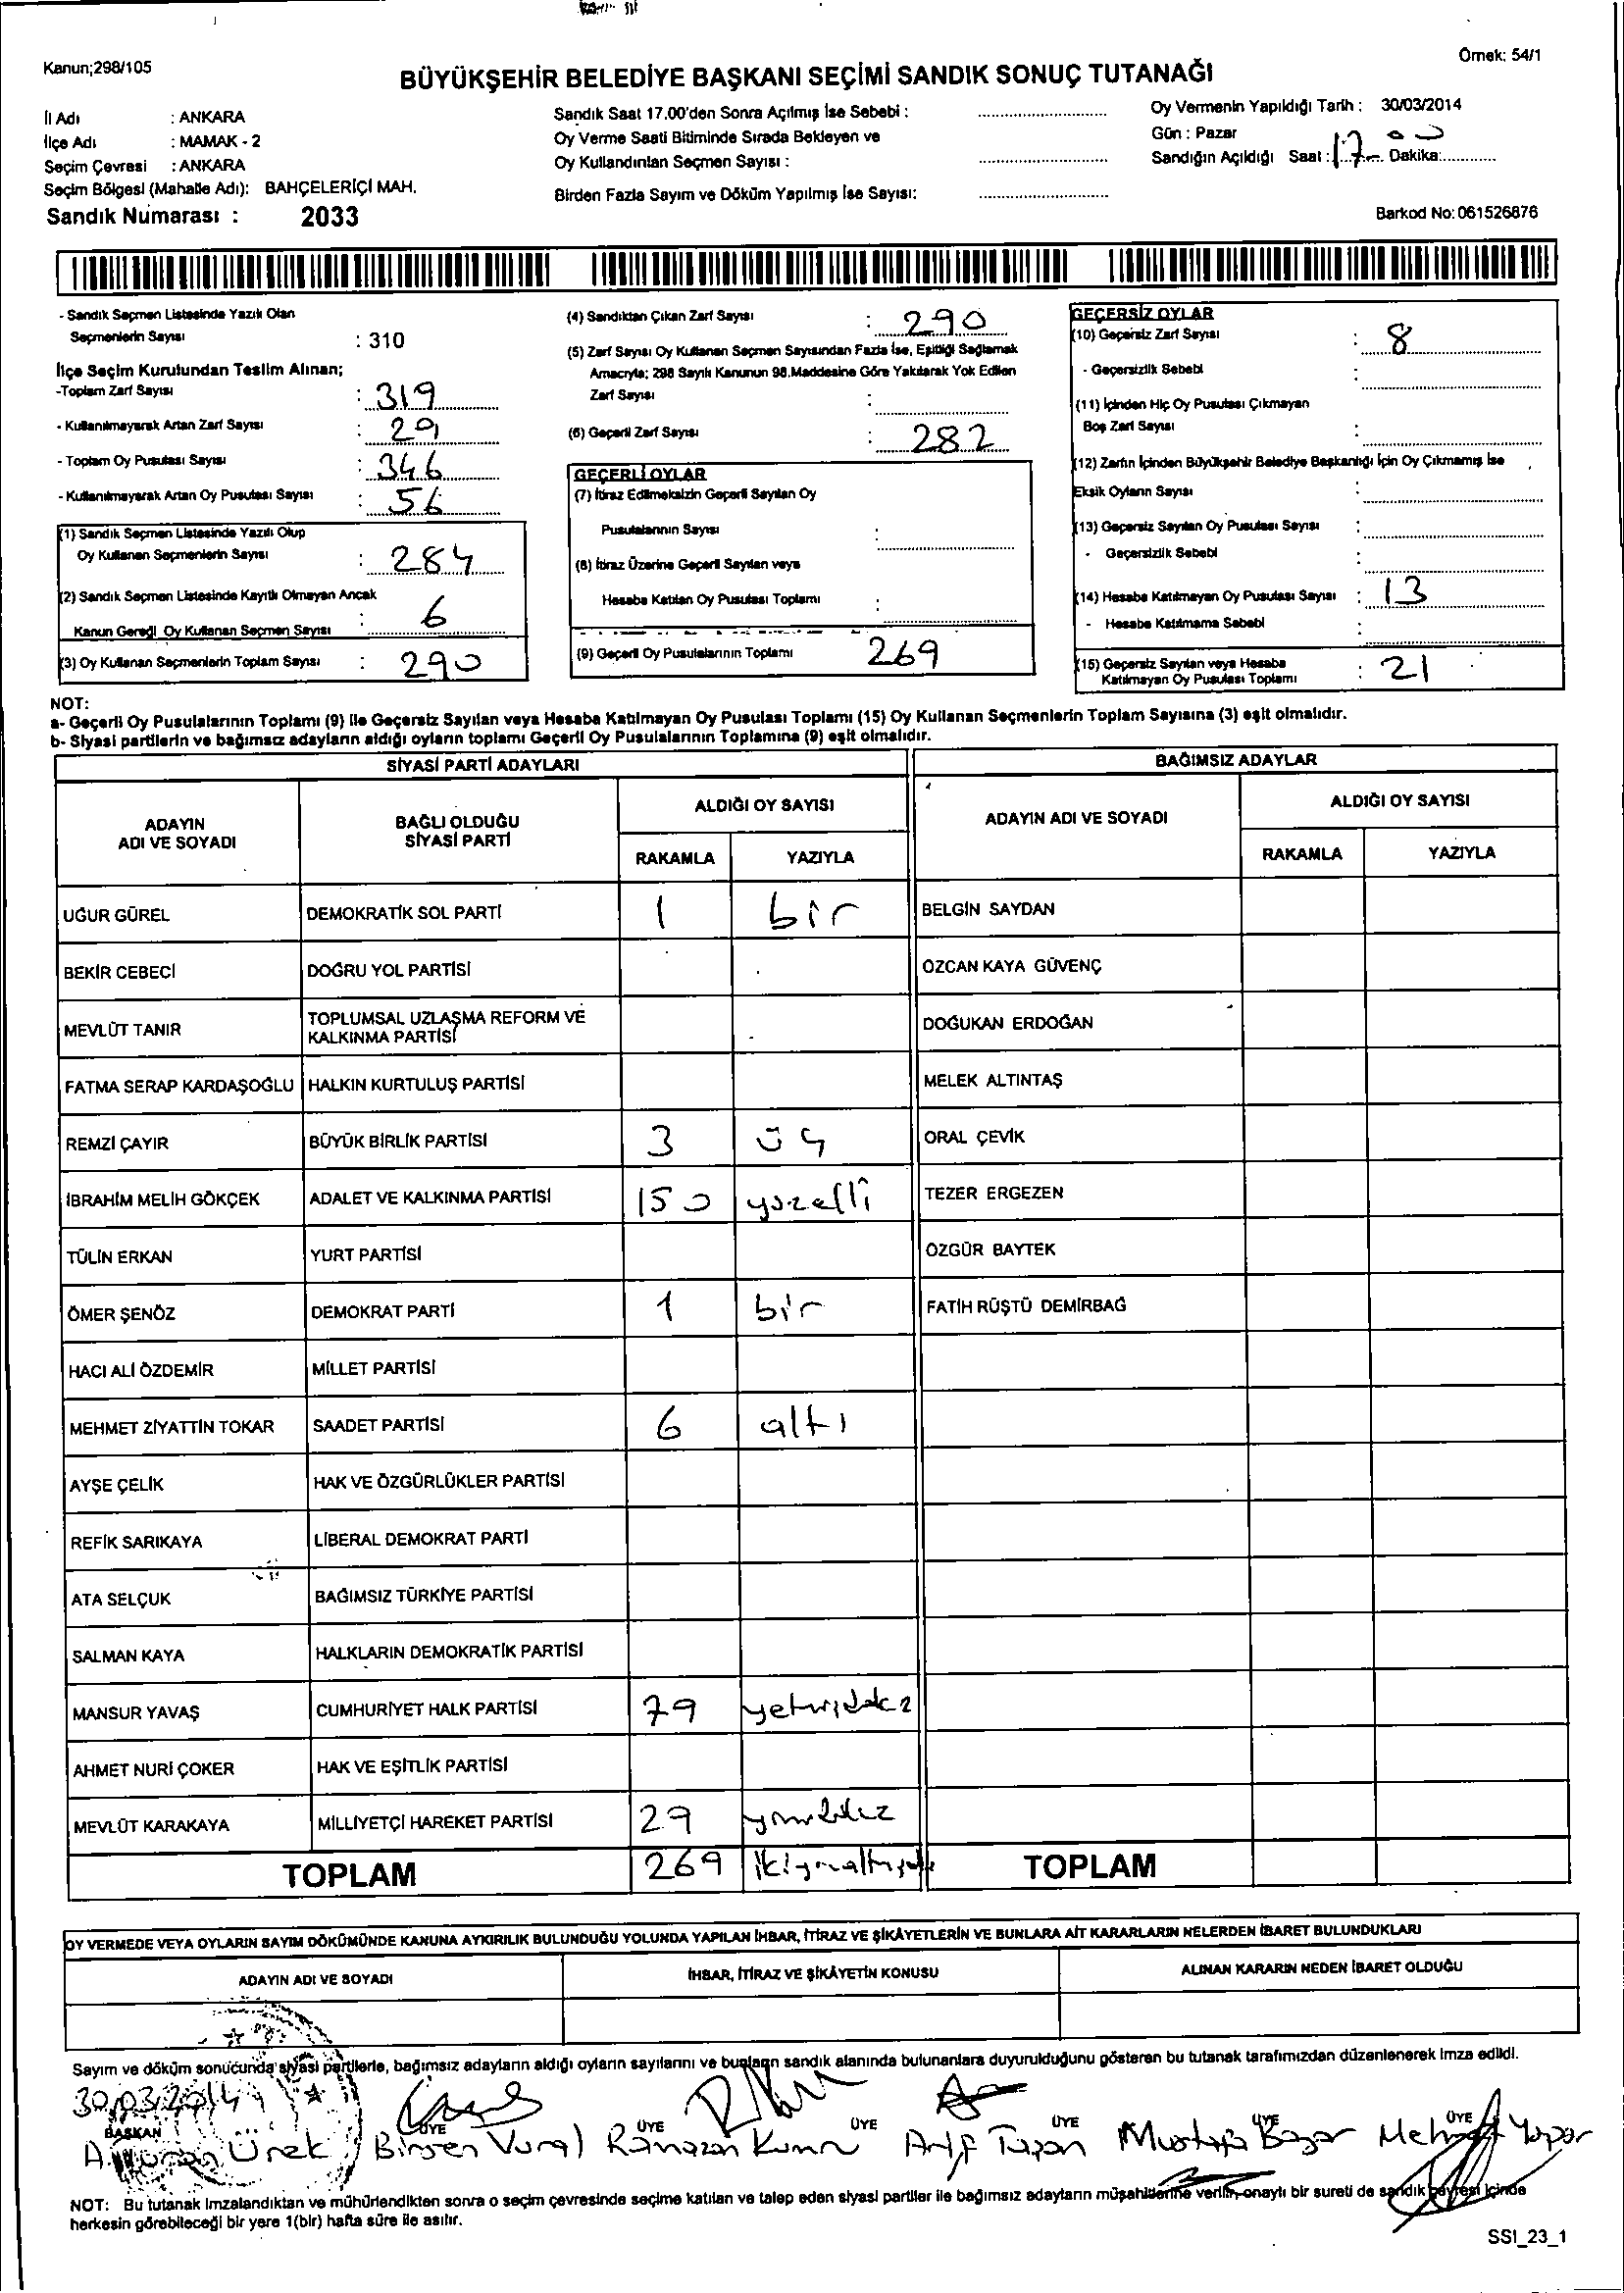 Kanun;298/105
Örnek: 54/1
BÜYÜKŞEHİR BELEDİYE BAŞKANI SEÇİMİ SANDIK SONUÇ TUTANAĞI
İl Adı : ANKARA
İlçe Adı : MAMAK - 2
Seçim Çevresi : ANKARA
Seçim Bölgesi (Mahalle Adı): BAHÇELERİÇİ MAH.
Sandık Numarası : 2033
Sandık Saat 17.00'den Sonra Açılmış İse Sebebi :
Oy Verme Saati Bitiminde Sırada Bekleyen ve
Oy Kullandırılan Seçmen Sayısı :
Birden Fazla Sayım ve Döküm Yapılmış İse Sayısı:
Oy Vermenin Yapıldığı Tarih : 30/03/2014
Gün : Pazar
Sandığın Açıldığı Saat : 17 Dakika: 00
Barkod No: 061526876
- Sandık Seçmen Listesinde Yazılı Olan
Seçmenlerin Sayısı : 310
İlçe Seçim Kurulundan Teslim Alınan;
-Toplam Zarf Sayısı : 319
- Kullanılmayarak Artan Zarf Sayısı : 29
- Toplam Oy Pusulası Sayısı : 346
- Kullanılmayarak Artan Oy Pusulası Sayısı : 56
(1) Sandık Seçmen Listesinde Yazılı Olup
Oy Kullanan Seçmenlerin Sayısı : 284
(2) Sandık Seçmen Listesinde Kayıtlı Olmayan Ancak
Kanun Gereği Oy Kullanan Seçmen Sayısı : 6
(3) Oy Kullanan Seçmenlerin Toplam Sayısı : 290
(4) Sandıktan Çıkan Zarf Sayısı : 290
(5) Zarf Sayısı Oy Kullanan Seçmen Sayısından Fazla İse, Eşitliği Sağlamak
Amacıyla; 298 Sayılı Kanunun 98.Maddesine Göre Yakılarak Yok Edilen
Zarf Sayısı :
(6) Geçerli Zarf Sayısı : 282
GEÇERLİ OYLAR
(7) İtiraz Edilmeksizin Geçerli Sayılan Oy
Pusulalarının Sayısı :
(8) İtiraz Üzerine Geçerli Sayılan veya
Hesaba Katılan Oy Pusulası Toplamı :
(9) Geçerli Oy Pusulalarının Toplamı 269
GEÇERSİZ OYLAR
(10) Geçersiz Zarf Sayısı : 8
- Geçersizlik Sebebi :
(11) İçinden Hiç Oy Pusulası Çıkmayan
Boş Zarf Sayısı :
(12) Zarfın İçinden Büyükşehir Belediye Başkanlığı İçin Oy Çıkmamış İse
Eksik Oyların Sayısı :
(13) Geçersiz Sayılan Oy Pusulası Sayısı :
- Geçersizlik Sebebi :
(14) Hesaba Katılmayan Oy Pusulası Sayısı : 13
- Hesaba Katılmama Sebebi :
(15) Geçersiz Sayılan veya Hesaba
Katılmayan Oy Pusulası Toplamı : 21
NOT:
a- Geçerli Oy Pusulalarının Toplamı (9) ile Geçersiz Sayılan veya Hesaba Katılmayan Oy Pusulası Toplamı (15) Oy Kullanan Seçmenlerin Toplam Sayısına (3) eşit olmalıdır.
b- Siyasi partilerin ve bağımsız adayların aldığı oyların toplamı Geçerli Oy Pusulalarının Toplamına (9) eşit olmalıdır.
SİYASİ PARTİ ADAYLARI
BAĞIMSIZ ADAYLAR
ADAYIN
ADI VE SOYADI
BAĞLI OLDUĞU
SİYASİ PARTİ
ALDIĞI OY SAYISI
RAKAMLA YAZIYLA
ADAYIN ADI VE SOYADI
ALDIĞI OY SAYISI
RAKAMLA YAZIYLA
UĞUR GÜREL DEMOKRATİK SOL PARTİ 1 bir BELGİN SAYDAN
BEKİR CEBECİ DOĞRU YOL PARTİSİ ÖZCAN KAYA GÜVENÇ
MEVLÜT TANIR TOPLUMSAL UZLAŞMA REFORM VE
KALKINMA PARTİSİ DOĞUKAN ERDOĞAN
FATMA SERAP KARDAŞOĞLU HALKIN KURTULUŞ PARTİSİ MELEK ALTINTAŞ
REMZİ ÇAYIR BÜYÜK BİRLİK PARTİSİ 3 üç ORAL ÇEVİK
İBRAHİM MELİH GÖKÇEK ADALET VE KALKINMA PARTİSİ 150 yüzelli TEZER ERGEZEN
TÜLİN ERKAN YURT PARTİSİ ÖZGÜR BAYTEK
ÖMER ŞENÖZ DEMOKRAT PARTİ 1 bir FATİH RÜŞTÜ DEMİRBAĞ
HACI ALİ ÖZDEMİR MİLLET PARTİSİ
MEHMET ZİYATTİN TOKAR SAADET PARTİSİ 6 altı
AYŞE ÇELİK HAK VE ÖZGÜRLÜKLER PARTİSİ
REFİK SARIKAYA LİBERAL DEMOKRAT PARTİ
ATA SELÇUK BAĞIMSIZ TÜRKİYE PARTİSİ
SALMAN KAYA HALKLARIN DEMOKRATİK PARTİSİ
MANSUR YAVAŞ CUMHURİYET HALK PARTİSİ 79
AHMET NURİ ÇOKER HAK VE EŞİTLİK PARTİSİ
MEVLÜT KARAKAYA MİLLİYETÇİ HAREKET PARTİSİ 29
TOPLAM 269 TOPLAM
OY VERMEDE VEYA OYLARIN SAYIM DÖKÜMÜNDE KANUNA AYKIRILIK BULUNDUĞU YOLUNDA YAPILAN İHBAR, İTİRAZ VE ŞİKÂYETLERİN VE BUNLARA AİT KARARLARIN NELERDEN İBARET BULUNDUKLARI
ADAYIN ADI VE SOYADI İHBAR, İTİRAZ VE ŞİKÂYETİN KONUSU ALINAN KARARIN NEDEN İBARET OLDUĞU
Sayım ve döküm sonucunda siyasi partilerle, bağımsız adayların aldığı oyların sayılarını ve bunların sandık alanında bulunanlara duyurulduğunu gösteren bu tutanak tarafımızdan düzenlenerek imza edildi.
30/03/2014
BAŞKAN ÜYE ÜYE ÜYE ÜYE ÜYE ÜYE
Ürek Birsen Vural Ramazan Arif Mustafa Mehmet
NOT: Bu tutanak imzalandıktan ve mühürlendikten sonra o seçim çevresinde seçime katılan ve talep eden siyasi partiler ile bağımsız adayların müşahitlerine verilir, onaylı bir sureti de sandık çevresi içinde
herkesin görebileceği bir yere 1(bir) hafta süre ile asılır.
SSI_23_1